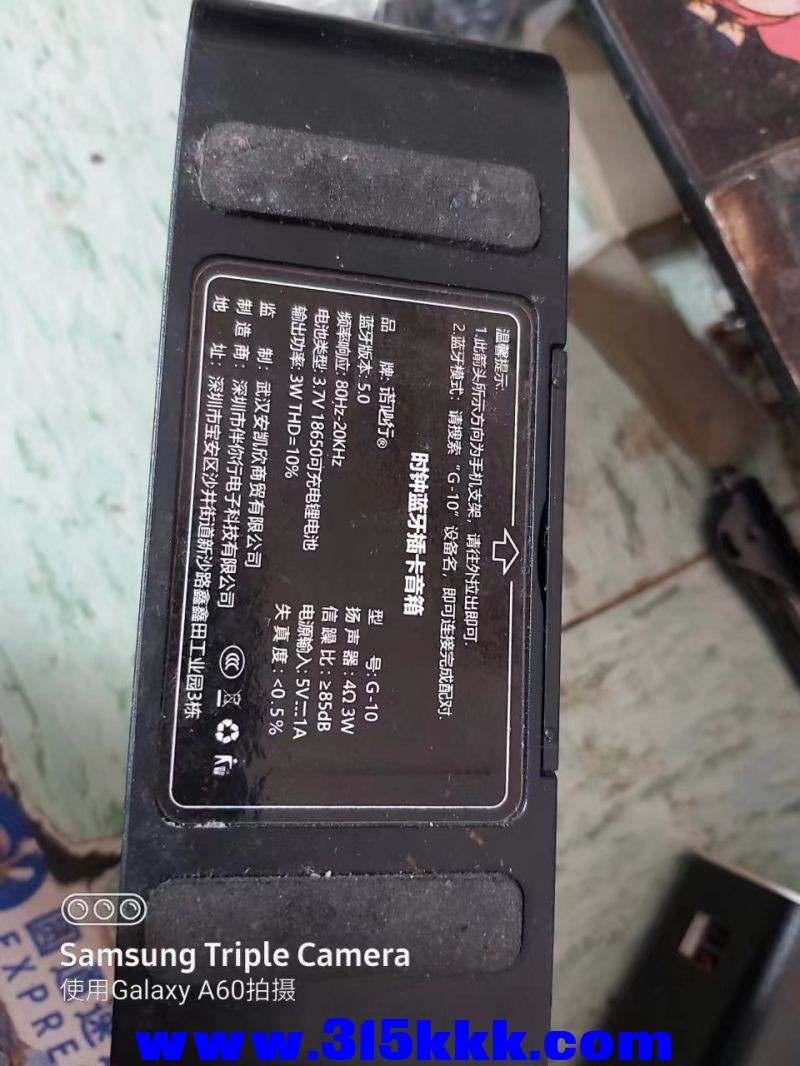 温馨提示:
1.此箭头所示方向为手机支架，请往外拉出即可.
2.蓝牙模式：请搜索“G-10”设备名，即可连接完成配对.
时钟蓝牙插卡音箱
品 牌:诺必行®
型 号:G-10
蓝牙版本: 5.0
扬声器: 4Ω 3W
频率响应: 80Hz-20KHz
信躁比: ≥85dB
电池类型: 3.7V 18650可充电锂电池
电源输入: 5V⎓1A
输出功率: 3W THD=10%
失真度: <0.5%
监 制: 武汉安凯欣商贸有限公司
制造商: 深圳市伴你行电子科技有限公司
地 址: 深圳市宝安区沙井街道新沙路鑫鑫田工业园3栋
CCC
EXPRE
Samsung Triple Camera
使用Galaxy A60拍摄
www.315kkk.com